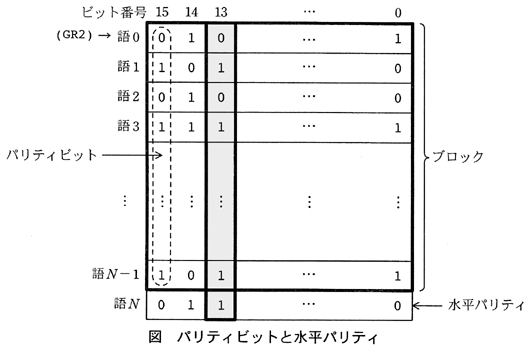 ビット番号 15 14 13 … 0
(GR2) → 語0 0 1 0 … 1
語1 1 0 1 … 0
語2 0 1 0 … 0
語3 1 1 1 … 1
パリティビット
ブロック
⋮ ⋮ ⋮ ⋮ ⋮ ⋮
語N−1 1 0 1 … 1
語N 0 1 1 … 0 水平パリティ
図 パリティビットと水平パリティ